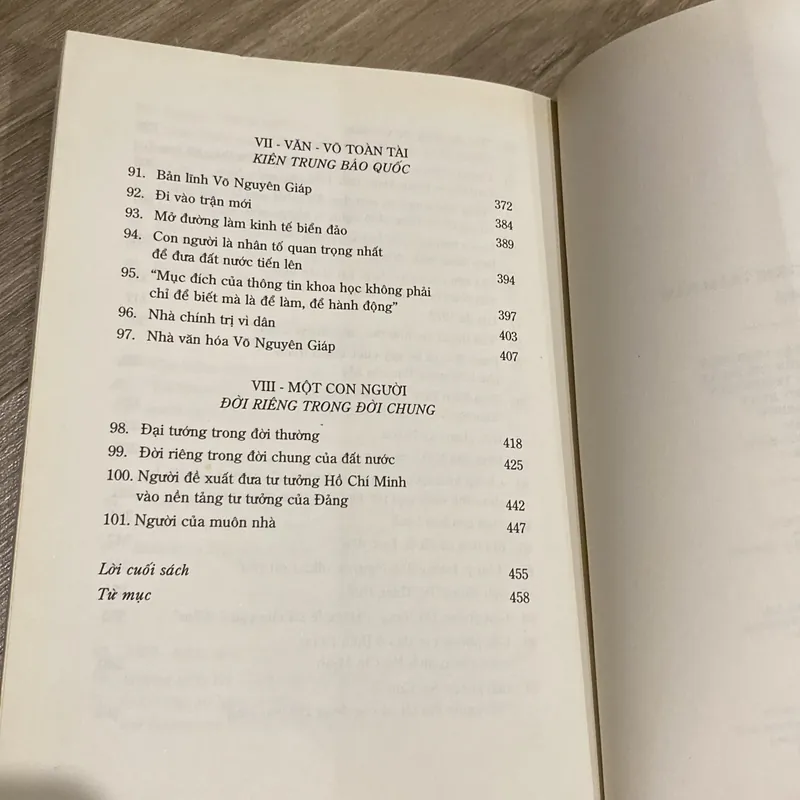 VII - VĂN - VÕ TOÀN TÀI
KIÊN TRUNG BÁO QUỐC
91. Bản lĩnh Võ Nguyên Giáp 372
92. Đi vào trận mới 384
93. Mở đường làm kinh tế biển đảo 389
94. Con người là nhân tố quan trọng nhất
để đưa đất nước tiến lên 394
95. “Mục đích của thông tin khoa học không phải
chỉ để biết mà là để làm, để hành động” 397
96. Nhà chính trị vì dân 403
97. Nhà văn hóa Võ Nguyên Giáp 407
VIII - MỘT CON NGƯỜI
ĐỜI RIÊNG TRONG ĐỜI CHUNG
98. Đại tướng trong đời thường 418
99. Đời riêng trong đời chung của đất nước 425
100. Người đề xuất đưa tư tưởng Hồ Chí Minh
vào nền tảng tư tưởng của Đảng 442
101. Người của muôn nhà 447
Lời cuối sách 455
Từ mục 458